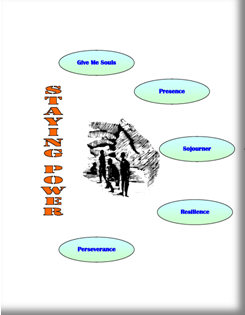 Give Me Souls
Presence
STAYING POWER
Sojourner
Resilience
Perseverance